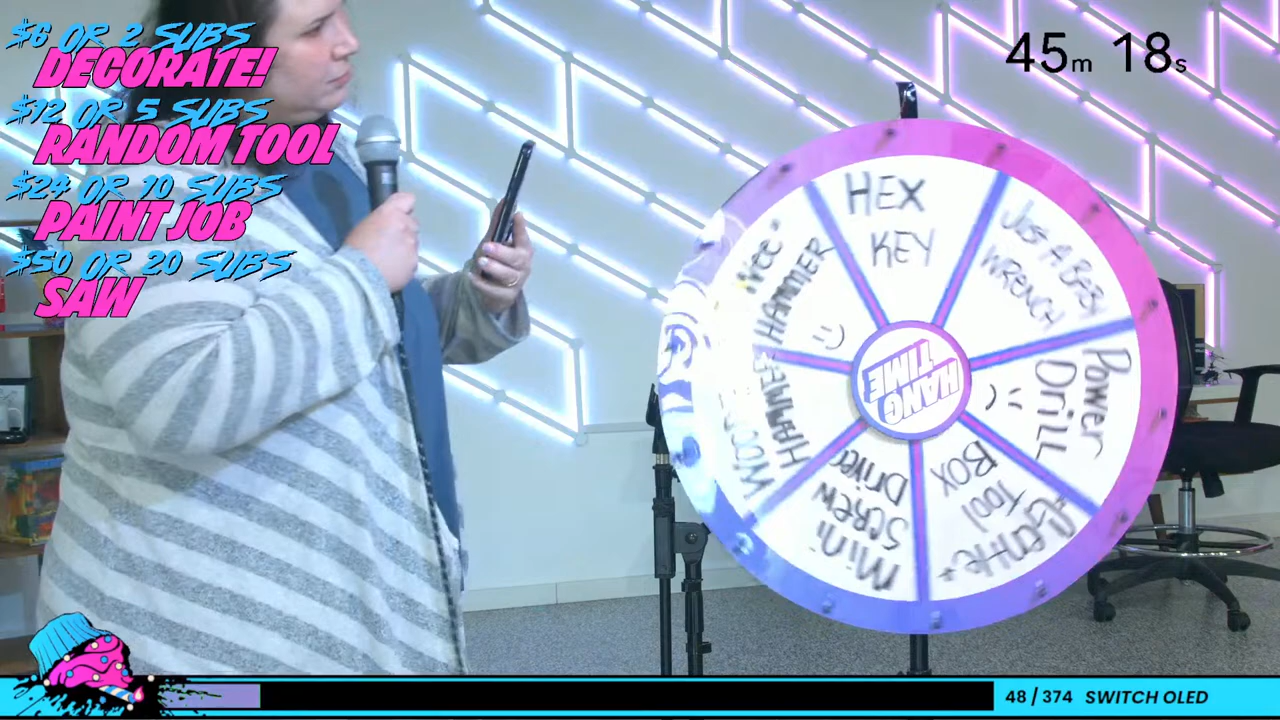 $6 OR 2 SUBS
DECORATE!
$12 OR 5 SUBS
RANDOM TOOL
$24 OR 10 SUBS
PAINT JOB
$50 OR 20 SUBS
SAW
45m 18s
HEX
KEY
JUST A BABY
WRENCH
Power
Drill
TOOL
BOX
Mini
Screw
Driver
HAMMER
"Wee"
HAMMER
HANG
TIME
48 / 374 SWITCH OLED